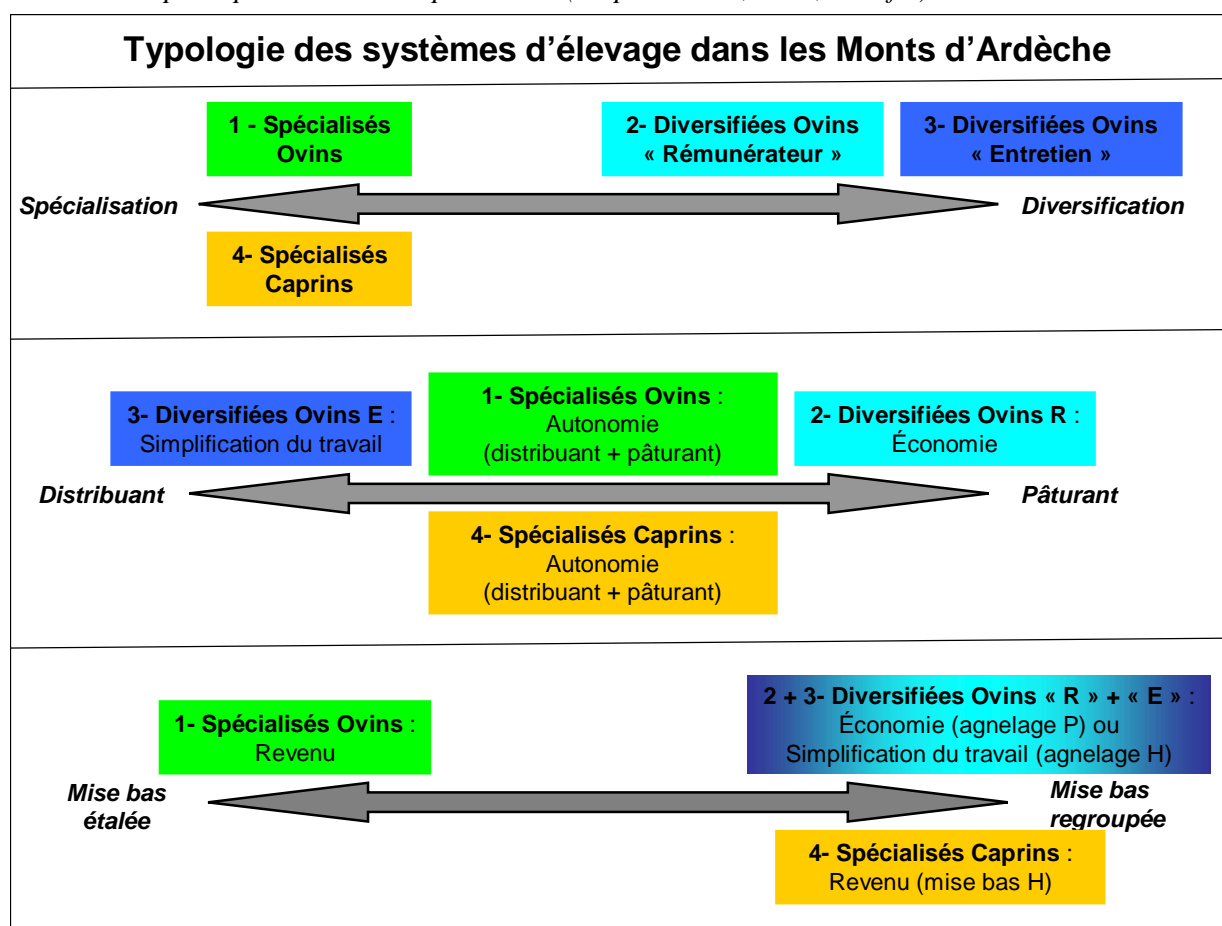 Typologie des systèmes d'élevage dans les Monts d'Ardèche
1 - Spécialisés
Ovins
2- Diversifiées Ovins
« Rémunérateur »
3- Diversifiées Ovins
« Entretien »
Spécialisation
Diversification
4- Spécialisés
Caprins
3- Diversifiées Ovins E :
Simplification du travail
1- Spécialisés Ovins :
Autonomie
(distribuant + pâturant)
2- Diversifiées Ovins R :
Économie
Distribuant
Pâturant
4- Spécialisés Caprins :
Autonomie
(distribuant + pâturant)
1- Spécialisés Ovins :
Revenu
2 + 3- Diversifiées Ovins « R » + « E » :
Économie (agnelage P) ou
Simplification du travail (agnelage H)
Mise bas
étalée
Mise bas
regroupée
4- Spécialisés Caprins :
Revenu (mise bas H)